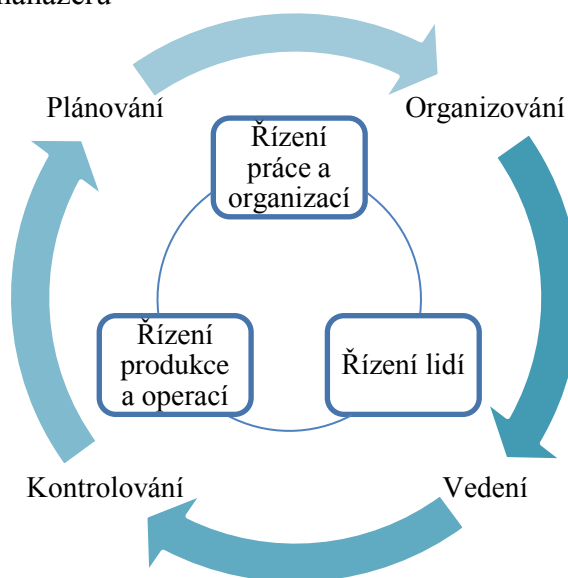 Plánování
Organizování
Řízení
práce a
organizací
Řízení
produkce
a operací
Řízení lidí
Kontrolování
Vedení